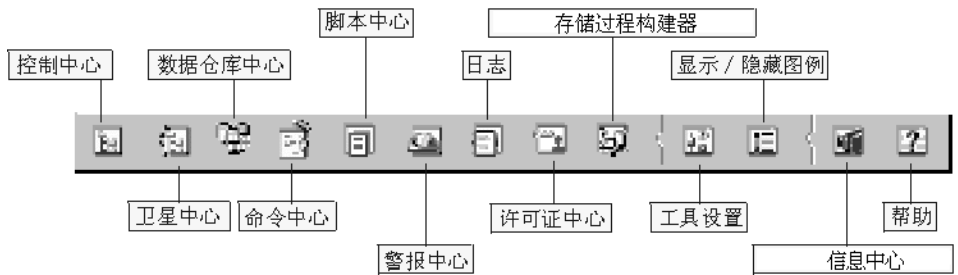 脚本中心
存储过程构建器
控制中心
数据仓库中心
日志
显示 / 隐藏图例
卫星中心
命令中心
许可证中心
工具设置
帮助
警报中心
信息中心